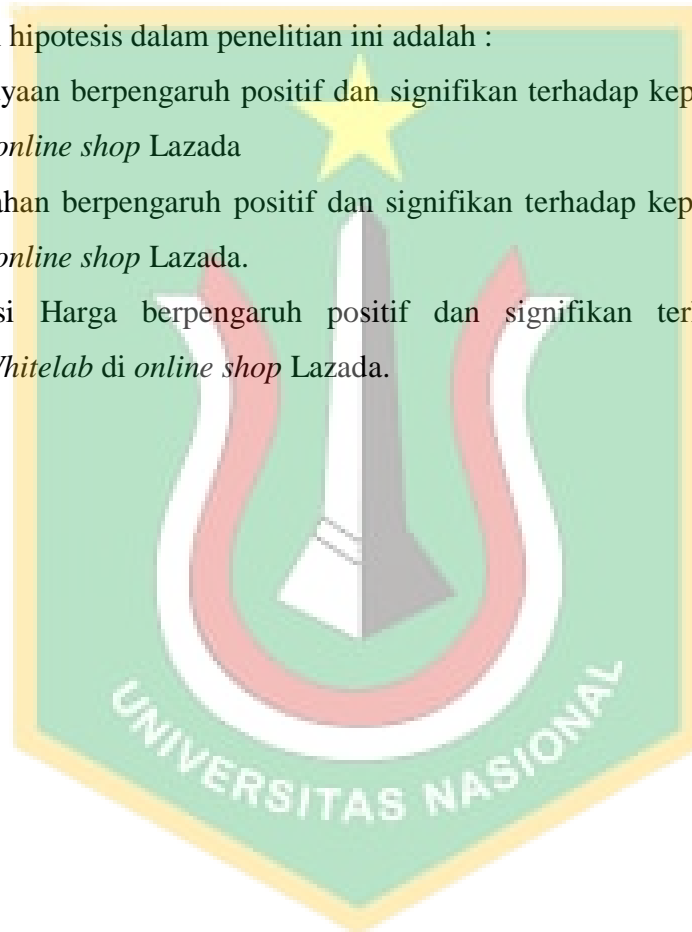 hipotesis dalam penelitian ini adalah :
yaan berpengaruh positif dan signifikan terhadap kep
online shop Lazada
ahan berpengaruh positif dan signifikan terhadap kep
online shop Lazada.
si Harga berpengaruh positif dan signifikan ter
Whitelab di online shop Lazada.
UNIVERSITAS NASIONAL